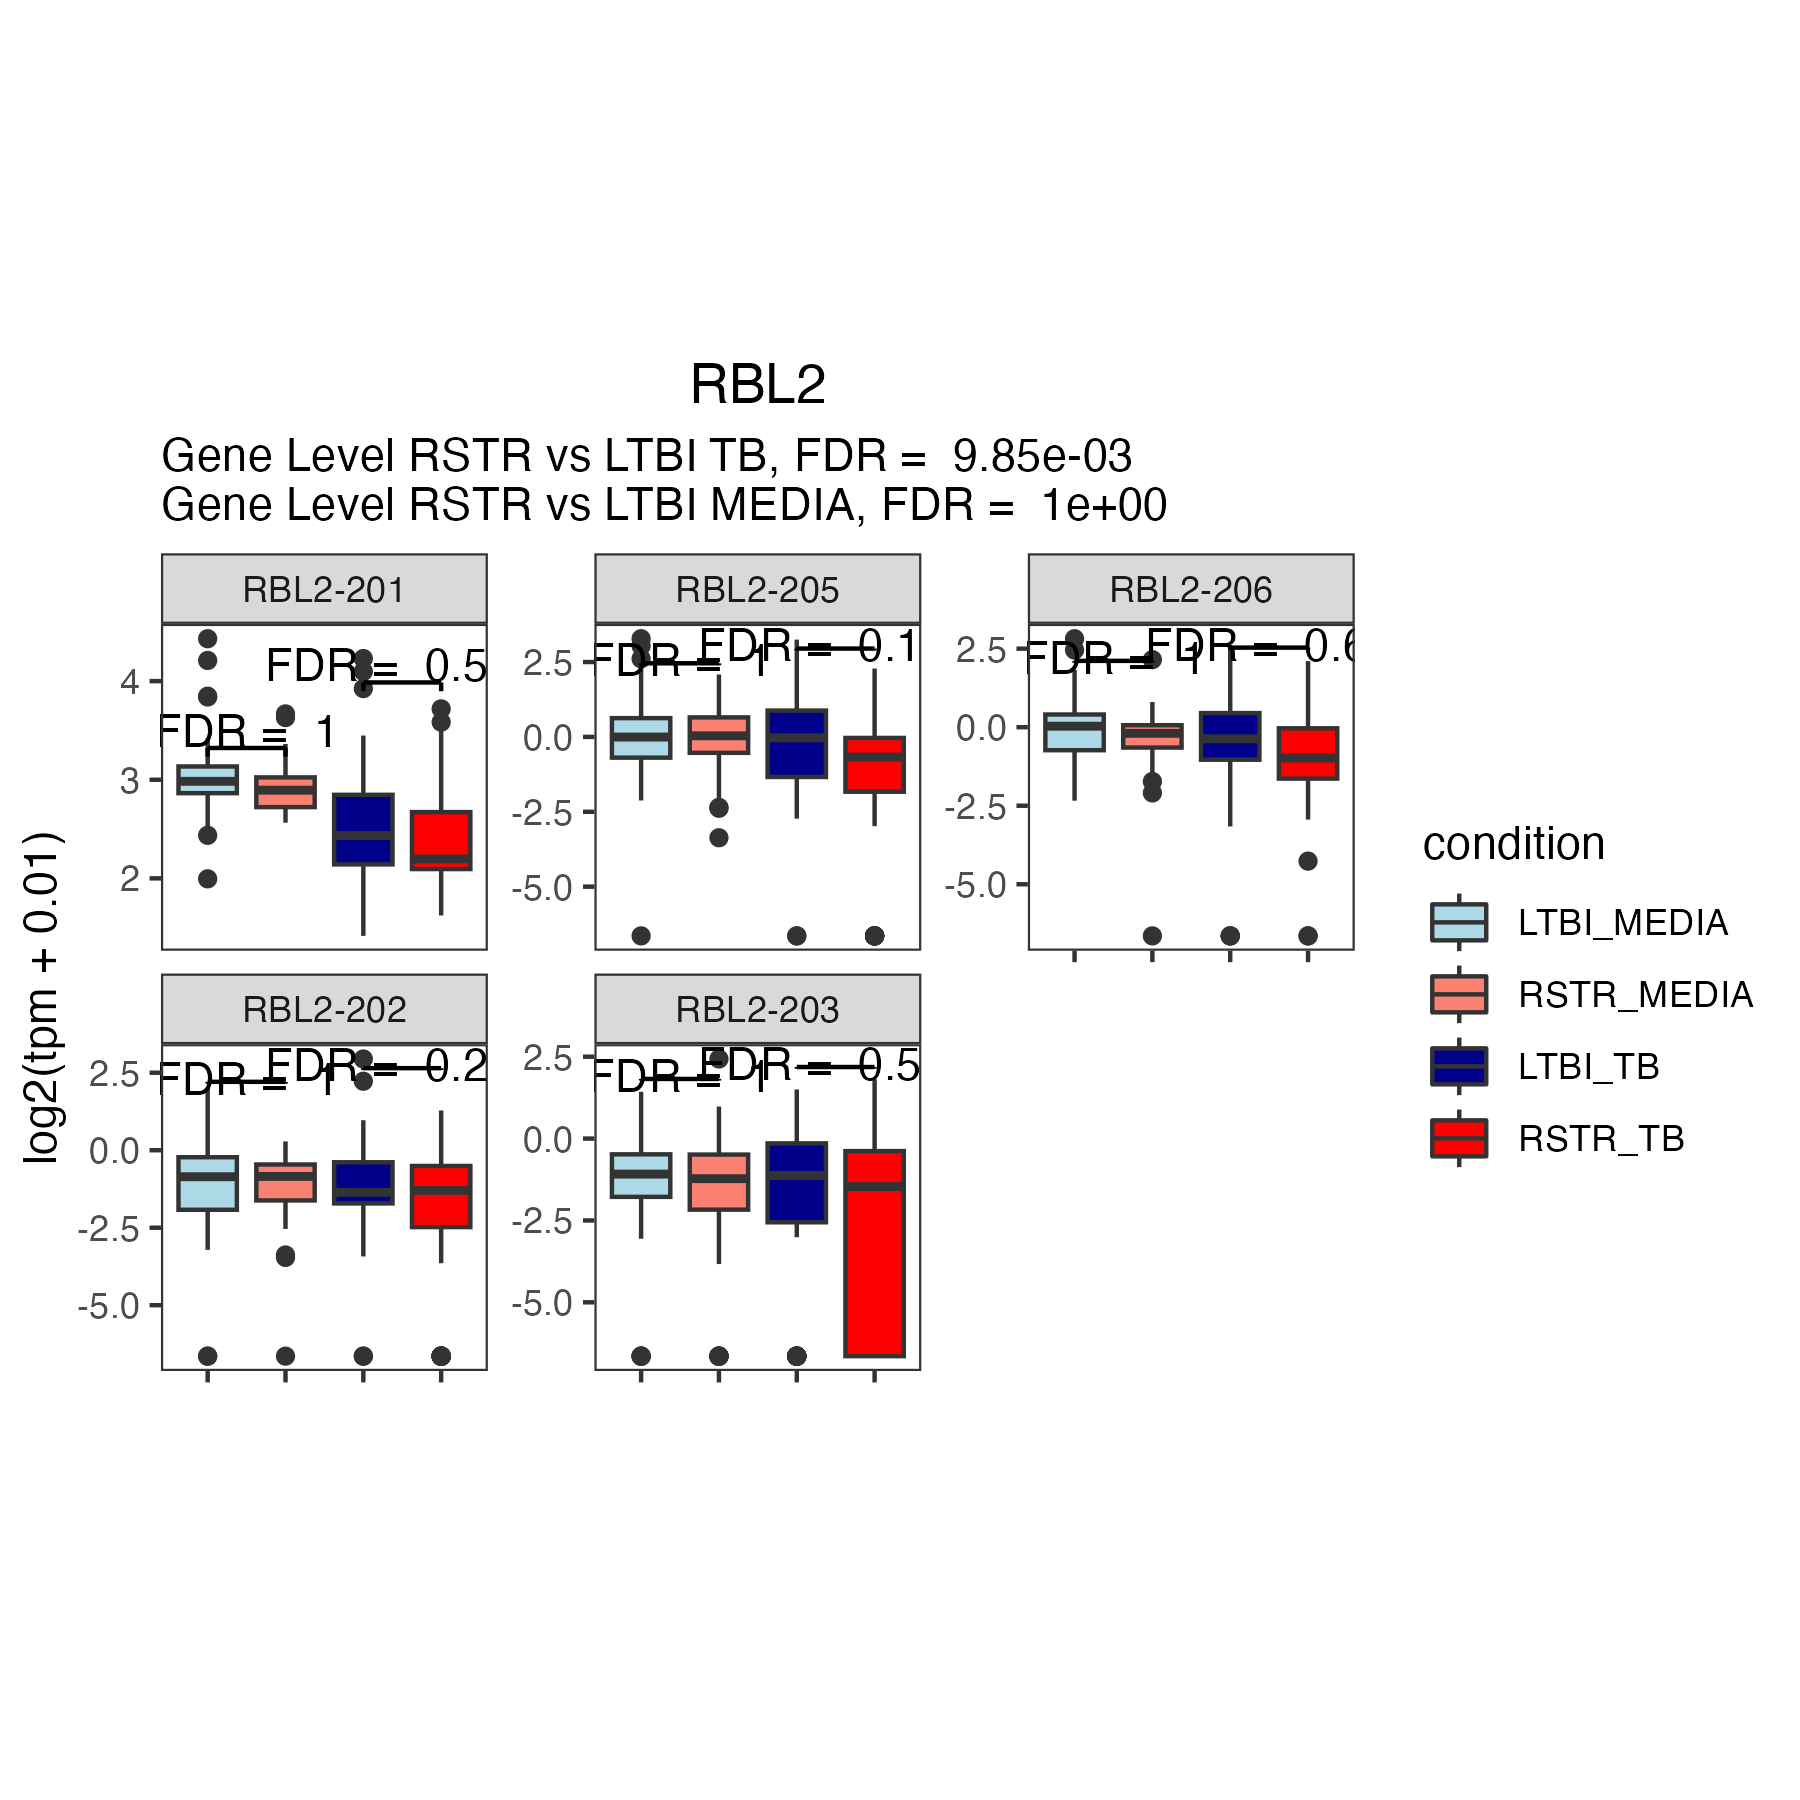 RBL2
Gene Level RSTR vs LTBI TB, FDR = 9.85e-03
Gene Level RSTR vs LTBI MEDIA, FDR = 1e+00
log2(tpm + 0.01)
RBL2-201
FDR = 1
FDR = 0.5
4
3
2
RBL2-205
FDR = 1
FDR = 0.1
2.5
0.0
-2.5
-5.0
RBL2-206
FDR = 1
FDR = 0.6
2.5
0.0
-2.5
-5.0
RBL2-202
FDR = 1
FDR = 0.2
2.5
0.0
-2.5
-5.0
RBL2-203
FDR = 1
FDR = 0.5
2.5
0.0
-2.5
-5.0
condition
LTBI_MEDIA
RSTR_MEDIA
LTBI_TB
RSTR_TB